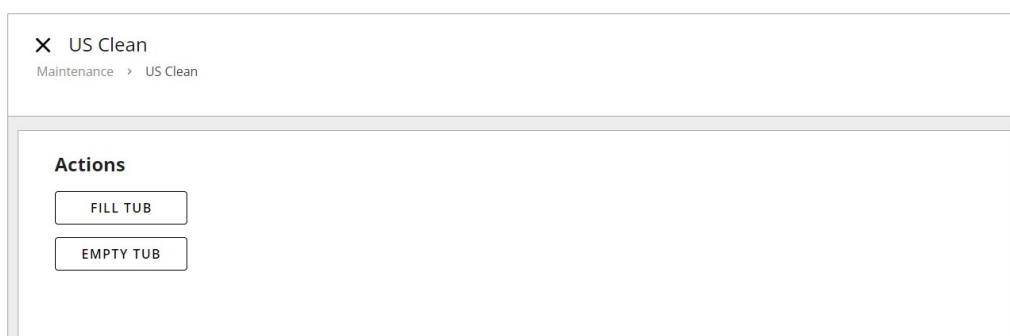 US Clean
Maintenance > US Clean
Actions
FILL TUB
EMPTY TUB